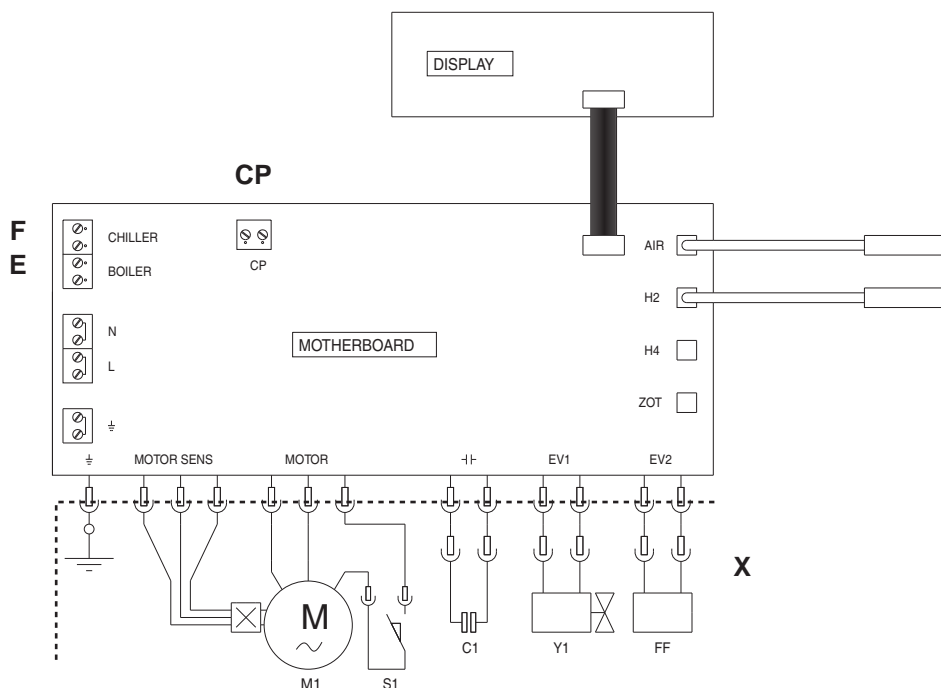 DISPLAY
CP
F
CHILLER
AIR
E
BOILER
CP
H2
N
MOTHERBOARD
L
H4
ZOT
MOTOR SENS
MOTOR
EV1
EV2
X
M
C1
Y1
FF
M1
S1